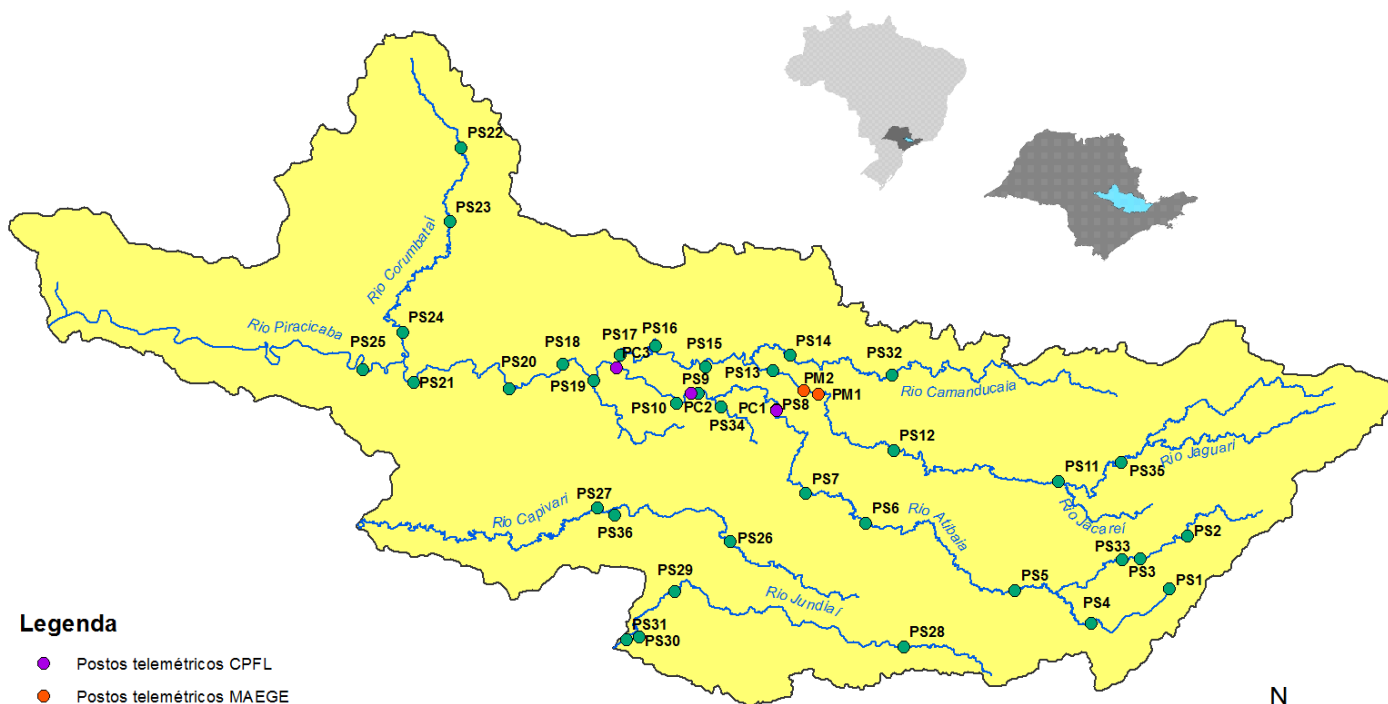 PS22
PS23
Rio Corumbataí
PS24
Rio Piracicaba
PS25
PS21
PS20
PS18
PS19
PS17
PC3
PS16
PS15
PS14
PS13
PS32
Rio Camanducaia
PM2
PM1
PS9
PS10
PC2
PS34
PC1
PS8
PS12
PS11
PS35
Rio Jaguari
Rio Jacareí
PS7
PS6
Rio Atibaia
PS2
PS33
PS3
PS1
PS5
PS4
PS27
Rio Capivari
PS36
PS26
PS29
Rio Jundiaí
PS28
PS31
PS30
Legenda
Postos telemétricos CPFL
Postos telemétricos MAEGE
N